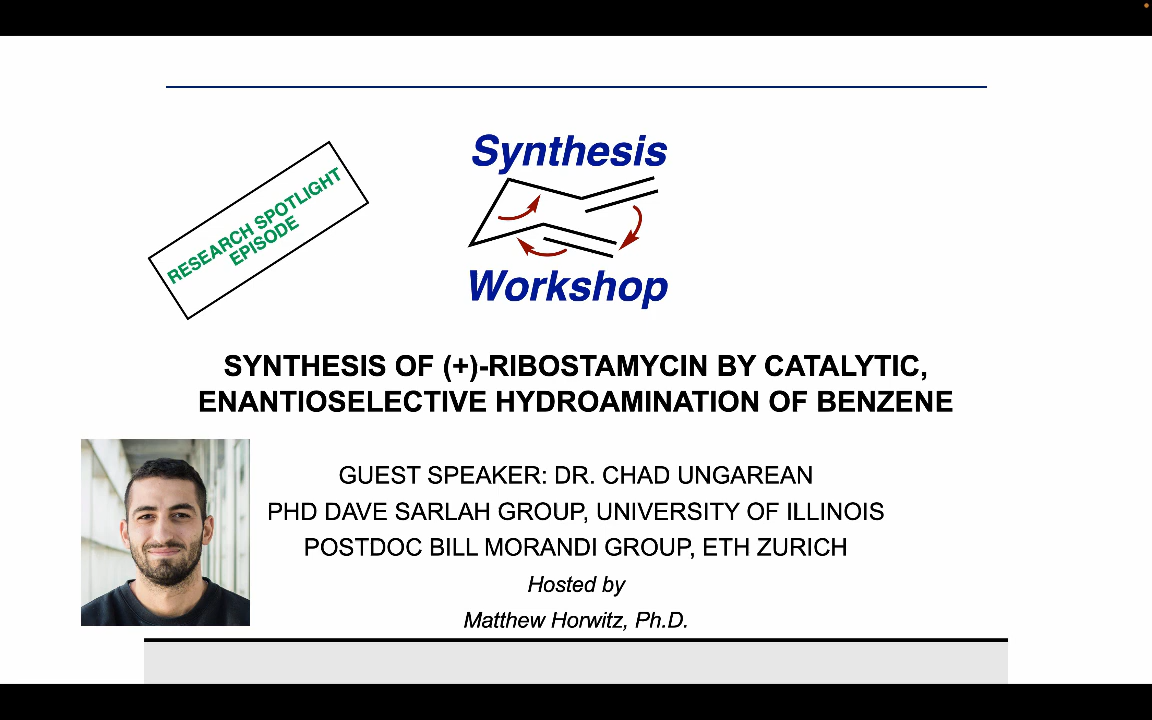 Synthesis
RESEARCH SPOTLIGHT
EPISODE
Workshop
SYNTHESIS OF (+)-RIBOSTAMYCIN BY CATALYTIC,
ENANTIOSELECTIVE HYDROAMINATION OF BENZENE
GUEST SPEAKER: DR. CHAD UNGAREAN
PHD DAVE SARLAH GROUP, UNIVERSITY OF ILLINOIS
POSTDOC BILL MORANDI GROUP, ETH ZURICH
Hosted by
Matthew Horwitz, Ph.D.